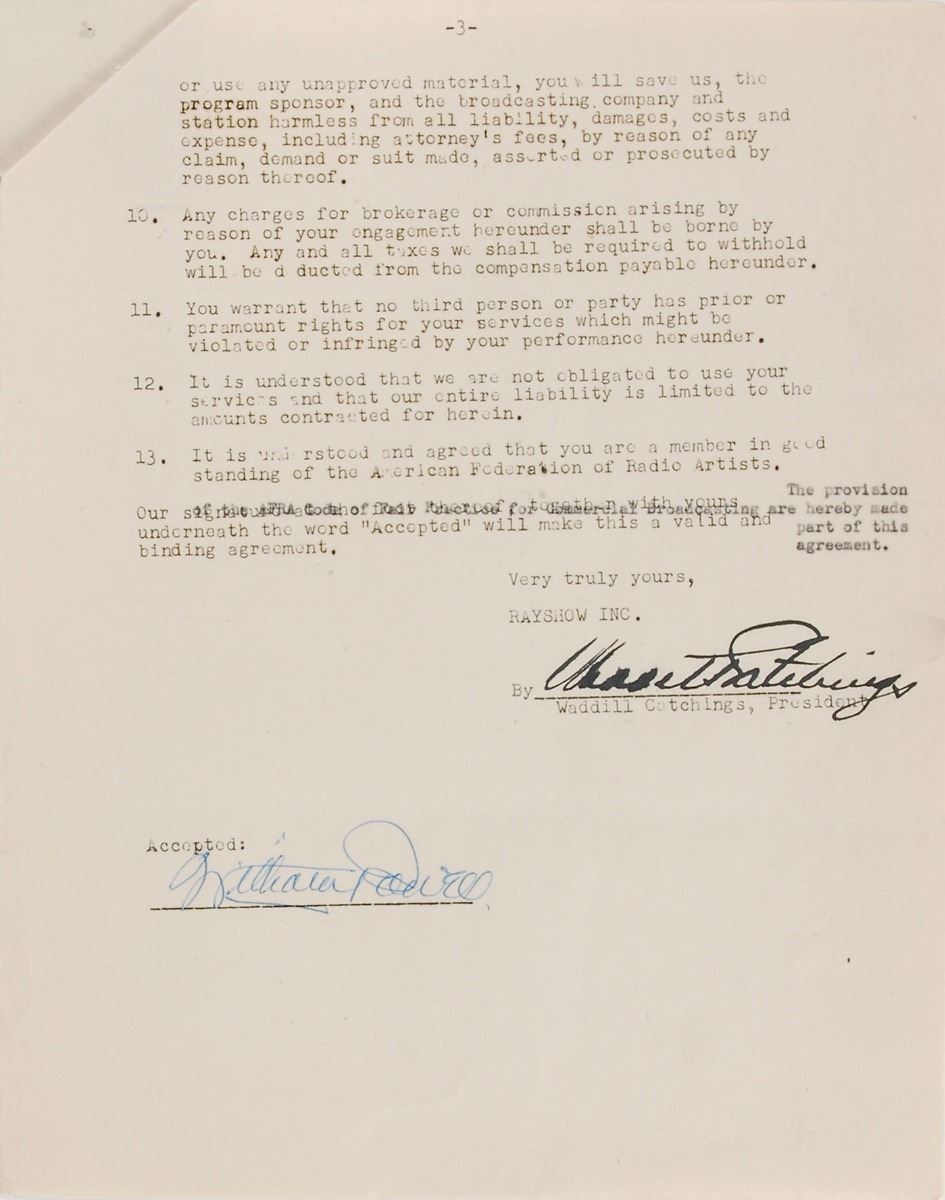 -3-
or use any unapproved material, you will save us, the
program sponsor, and the broadcasting company and
station harmless from all liability, damages, costs and
expense, including attorney's fees, by reason of any
claim, demand or suit made, asserted or prosecuted by
reason thereof.
10. Any charges for brokerage or commission arising by
reason of your engagement hereunder shall be borne by
you. Any and all taxes we shall be required to withhold
will be d ducted from the compensation payable hereunder.
11. You warrant that no third person or party has prior or
paramount rights for your services which might be
violated or infringed by your performance hereunder.
12. It is understood that we are not obligated to use your
services and that our entire liability is limited to the
amounts contracted for herein.
13. It is understood and agreed that you are a member in good
standing of the American Federation of Radio Artists.
The provision
of the AFRA Code of Fair Practice for Commercial Broadcasting are hereby made
part of this
agreement.
Our signature at the foot thereof together with yours
underneath the word "Accepted" will make this a valid and
binding agreement.
Very truly yours,
RAYSHOW INC.
By Waddill Catchings
Waddill Catchings, President
Accepted:
William Powell